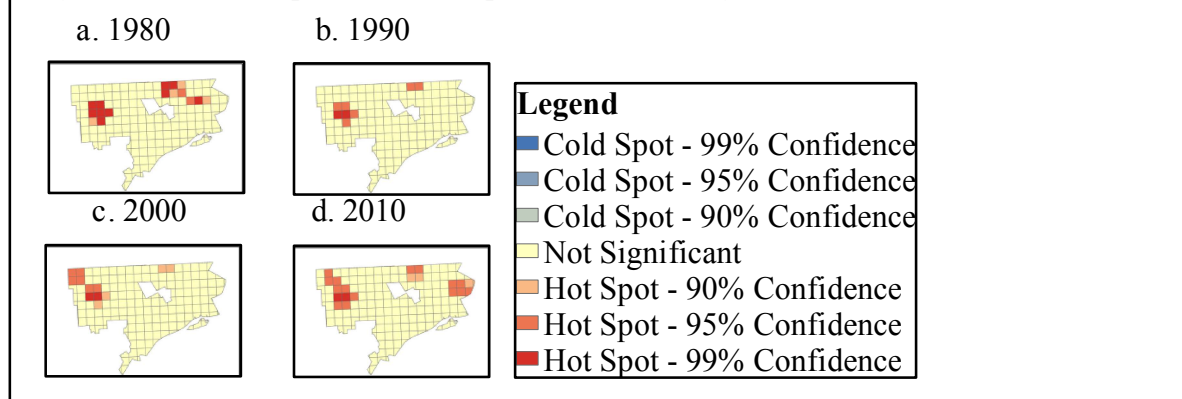 a. 1980
b. 1990
c. 2000
d. 2010
Legend
Cold Spot - 99% Confidence
Cold Spot - 95% Confidence
Cold Spot - 90% Confidence
Not Significant
Hot Spot - 90% Confidence
Hot Spot - 95% Confidence
Hot Spot - 99% Confidence